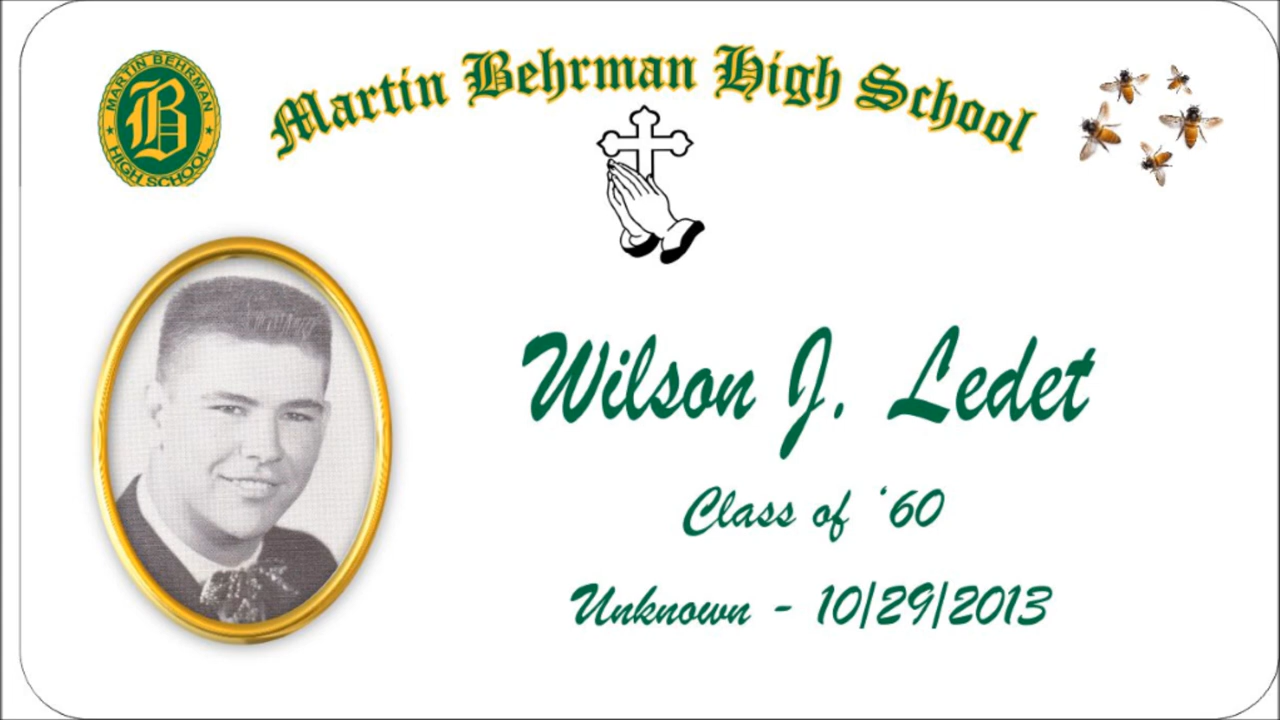 Martin Behrman High School
MARTIN BEHRMAN
B
HIGH SCHOOL
Wilson J. Ledet
Class of ‘60
Unknown - 10/29/2013